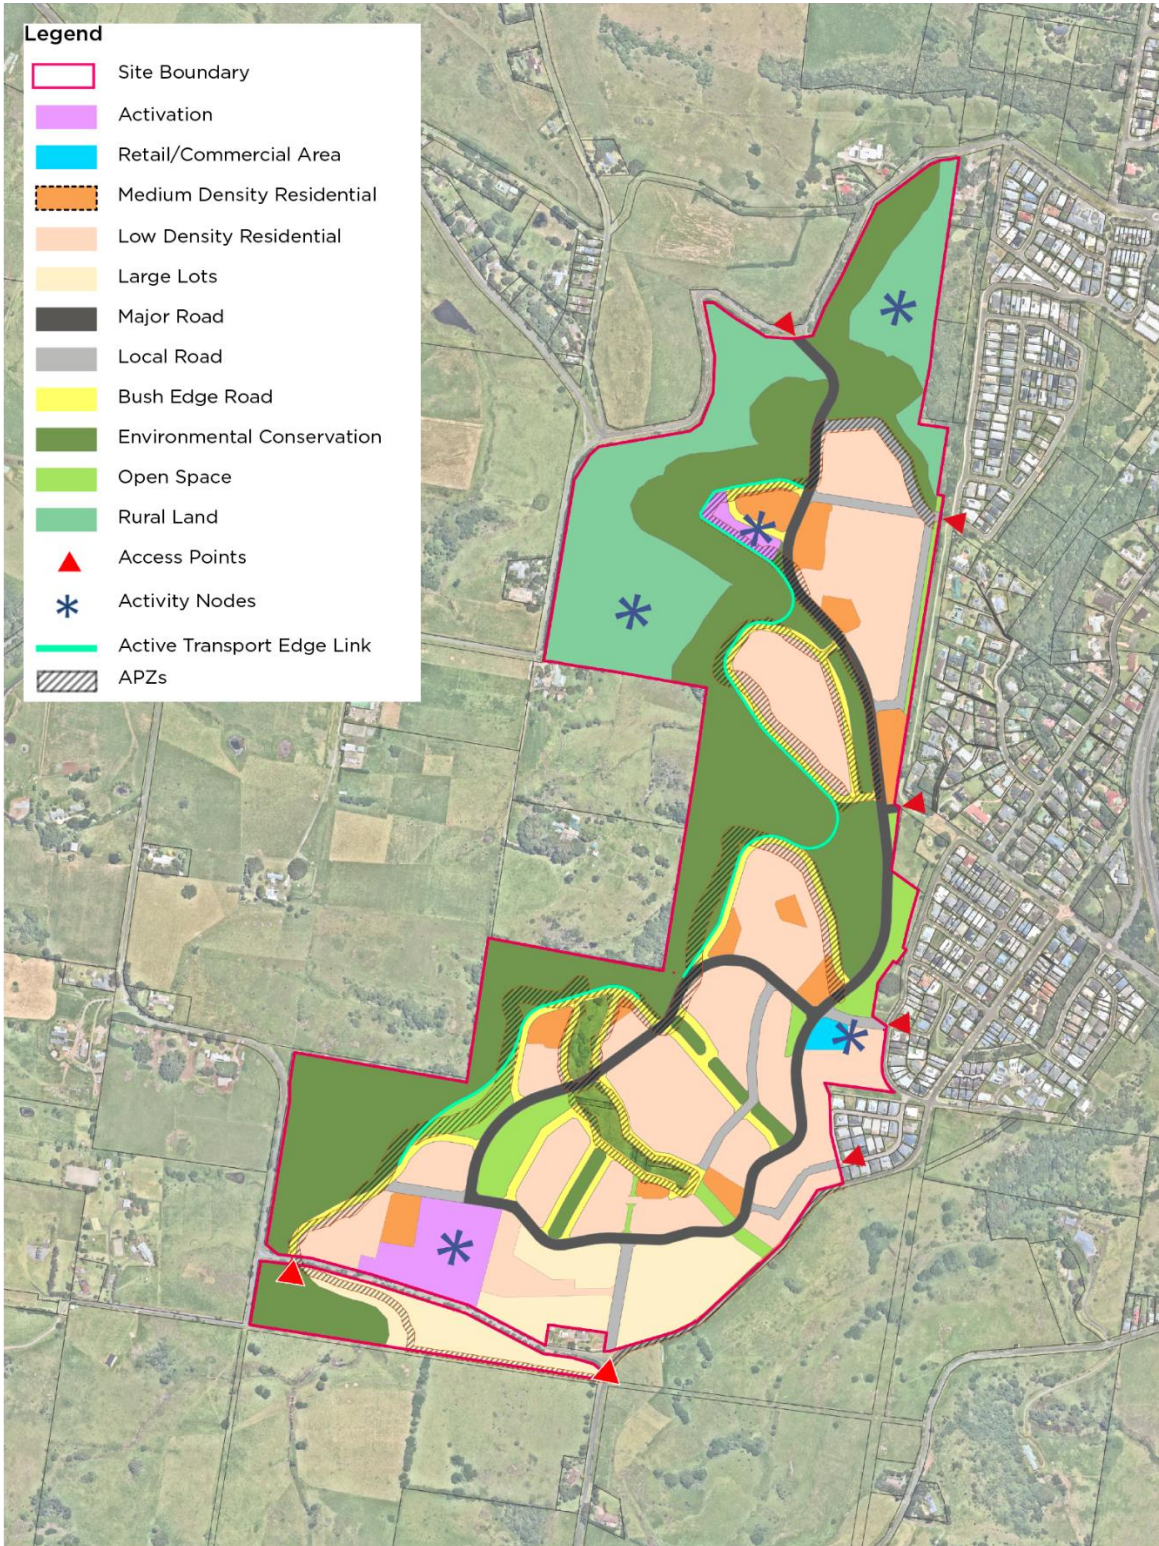 Legend
Site Boundary
Activation
Retail/Commercial Area
Medium Density Residential
Low Density Residential
Large Lots
Major Road
Local Road
Bush Edge Road
Environmental Conservation
Open Space
Rural Land
Access Points
Activity Nodes
Active Transport Edge Link
APZs